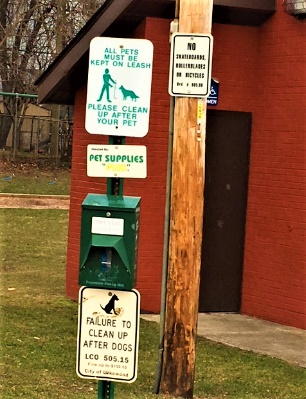 ALL PETS
MUST BE
KEPT ON LEASH
PLEASE CLEAN
UP AFTER
YOUR PET
NO
SKATEBOARDS,
ROLLERBLADES
OR BICYCLES
PET SUPPLIES
"PLUS"
FAILURE TO
CLEAN UP
AFTER DOGS
LCO 505.15
City of Lakewood